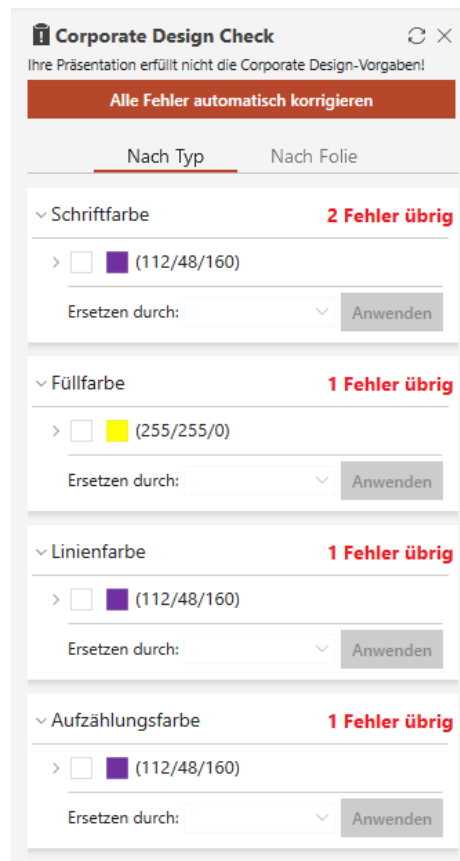 Corporate Design Check
Ihre Präsentation erfüllt nicht die Corporate Design-Vorgaben!
Alle Fehler automatisch korrigieren
Nach Typ Nach Folie
Schriftfarbe 2 Fehler übrig
(112/48/160)
Ersetzen durch: Anwenden
Füllfarbe 1 Fehler übrig
(255/255/0)
Ersetzen durch: Anwenden
Linienfarbe 1 Fehler übrig
(112/48/160)
Ersetzen durch: Anwenden
Aufzählungsfarbe 1 Fehler übrig
(112/48/160)
Ersetzen durch: Anwenden